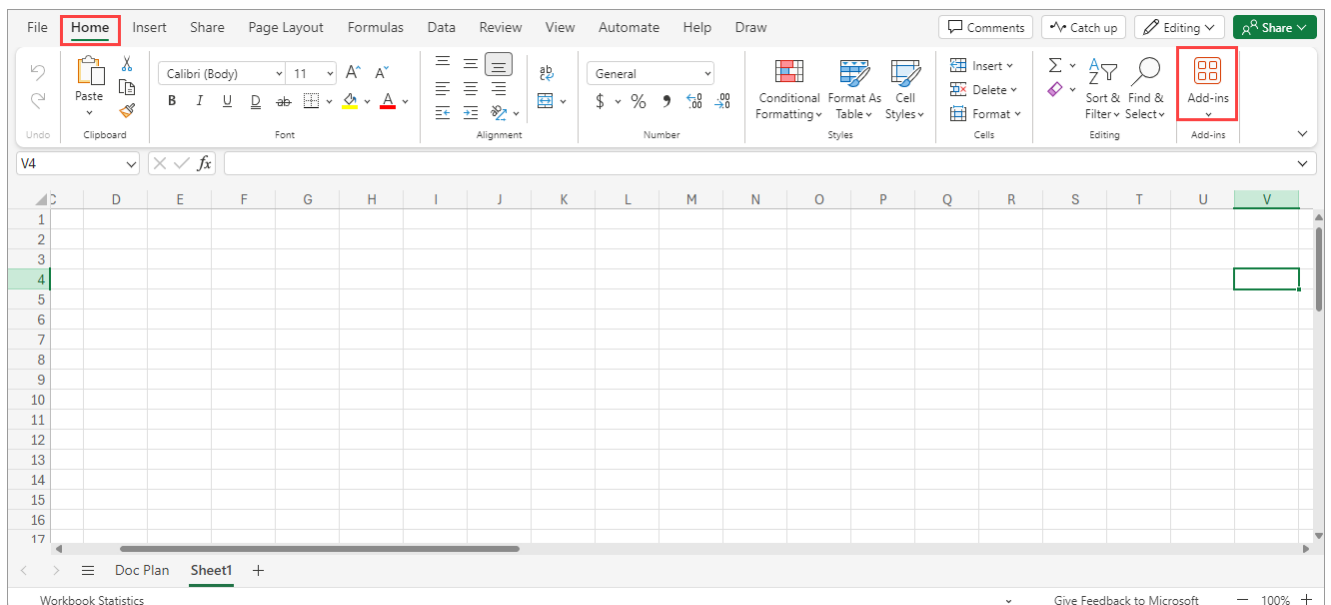 File Home Insert Share Page Layout Formulas Data Review View Automate Help Draw Comments Catch up Editing Share
Calibri (Body) 11 A A ab General Insert Σ
Paste B I U D ab A $ % .00 Conditional Format As Cell Delete Sort & Find & Add-ins
Formatting Table Styles Format Filter Select
Undo Clipboard Font Alignment Number Styles Cells Editing Add-ins
V4 fx
C D E F G H I J K L M N O P Q R S T U V
1
2
3
4
5
6
7
8
9
10
11
12
13
14
15
16
17
Doc Plan Sheet1 +
Workbook Statistics Give Feedback to Microsoft — 100% +